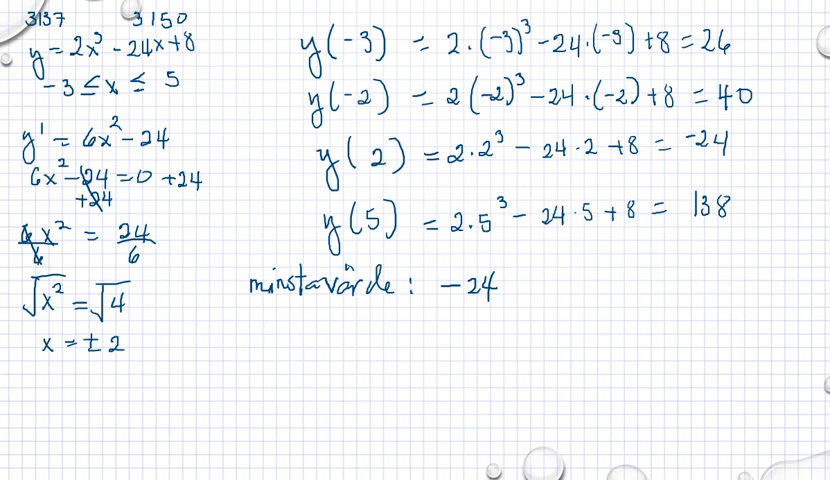 3137 3150
y = 2x³ - 24x + 8
-3 ≤ x ≤ 5
y' = 6x² - 24
6x² - 24 = 0 + 24
+24
6x²/6 = 24/6
√x² = √4
x = ± 2
y(-3) = 2·(-3)³ - 24·(-3) + 8 = 26
y(-2) = 2(-2)³ - 24·(-2) + 8 = 40
y(2) = 2·2³ - 24·2 + 8 = -24
y(5) = 2·5³ - 24·5 + 8 = 138
minstavärde: -24